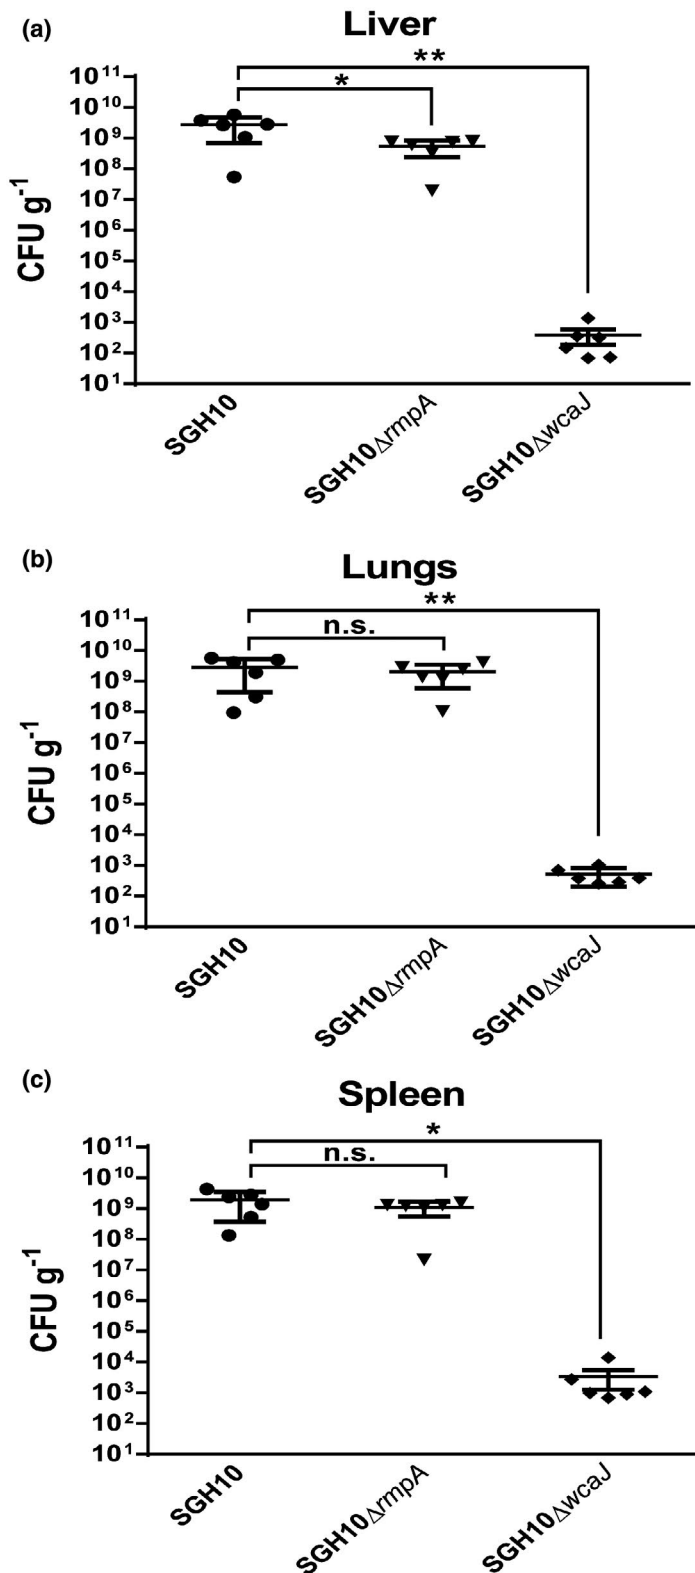 (a)
Liver
**
*
10¹¹
10¹⁰
10⁹
10⁸
10⁷
10⁶
10⁵
10⁴
10³
10²
10¹
CFU g⁻¹
SGH10
SGH10ΔrmpA
SGH10ΔwcaJ
(b)
Lungs
**
n.s.
10¹¹
10¹⁰
10⁹
10⁸
10⁷
10⁶
10⁵
10⁴
10³
10²
10¹
CFU g⁻¹
SGH10
SGH10ΔrmpA
SGH10ΔwcaJ
(c)
Spleen
*
n.s.
10¹¹
10¹⁰
10⁹
10⁸
10⁷
10⁶
10⁵
10⁴
10³
10²
10¹
CFU g⁻¹
SGH10
SGH10ΔrmpA
SGH10ΔwcaJ